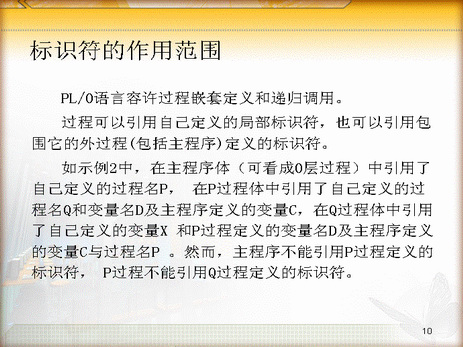 标识符的作用范围
PL/0语言容许过程嵌套定义和递归调用。
过程可以引用自己定义的局部标识符，也可以引用包
围它的外过程(包括主程序)定义的标识符。
如示例2中，在主程序体（可看成0层过程）中引用了
自己定义的过程名P， 在P过程体中引用了自己定义的过
程名Q和变量名D及主程序定义的变量C，在Q过程体中引用
了自己定义的变量X 和P过程定义的变量名D及主程序定义
的变量C与过程名P 。然而，主程序不能引用P过程定义的
标识符， P过程不能引用Q过程定义的标识符。
10